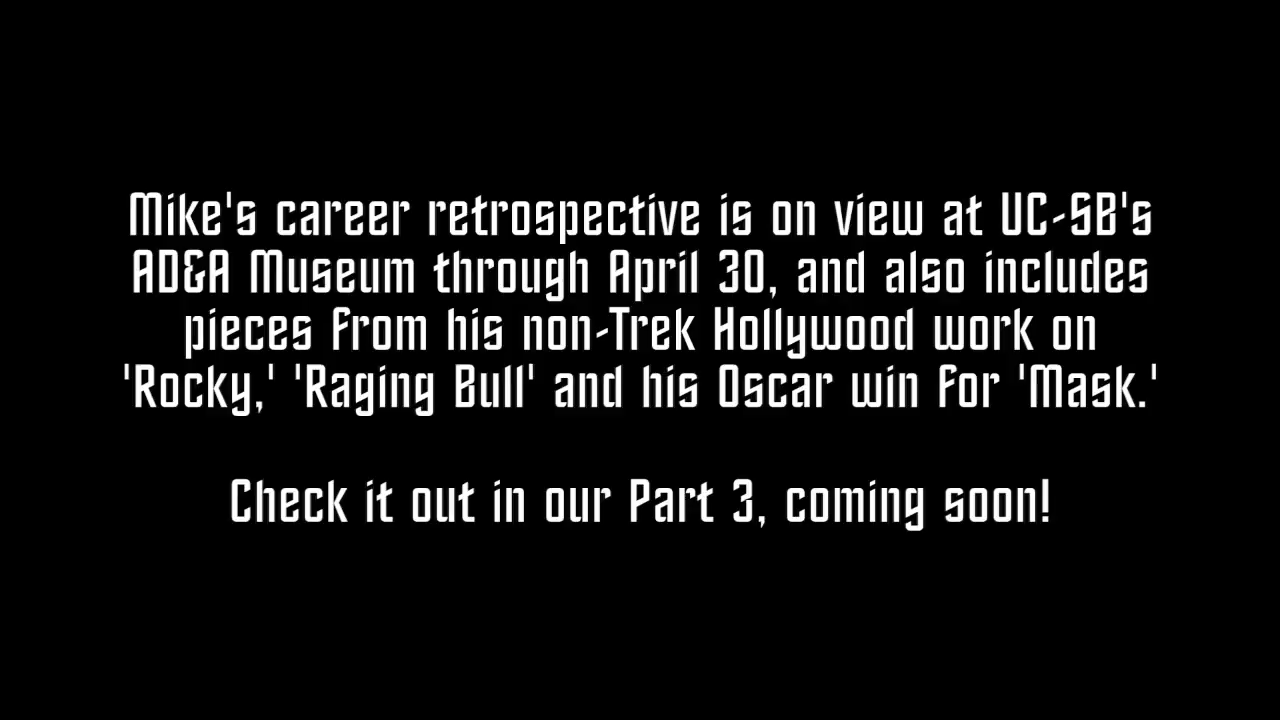 Mike's career retrospective is on view at UC-SB's
AD&A Museum through April 30, and also includes
pieces from his non-Trek Hollywood work on
'Rocky,' 'Raging Bull' and his Oscar win for 'Mask.'
Check it out in our Part 3, coming soon!